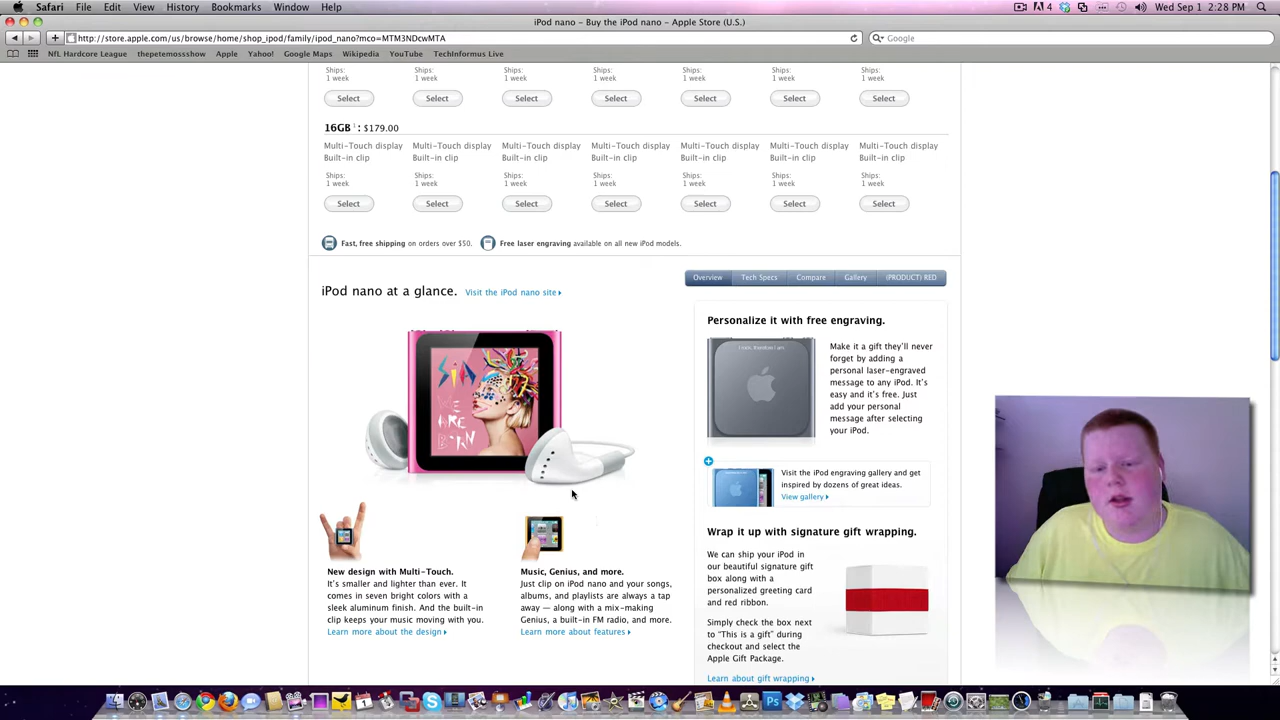 Safari File Edit View History Bookmarks Window Help
4 Wed Sep 1 2:28 PM
iPod nano - Buy the iPod nano - Apple Store (U.S.)
http://store.apple.com/us/browse/home/shop_ipod/family/ipod_nano?mco=MTM3NDcwMTA
Google
NfL Hardcore League thepetemossshow Apple Yahoo! Google Maps Wikipedia YouTube TechInformus Live
Ships: Ships: Ships: Ships: Ships: Ships: Ships:
1 week 1 week 1 week 1 week 1 week 1 week 1 week
Select Select Select Select Select Select Select
16GB 1 : $179.00
Multi-Touch display Multi-Touch display Multi-Touch display Multi-Touch display Multi-Touch display Multi-Touch display Multi-Touch display
Built-in clip Built-in clip Built-in clip Built-in clip Built-in clip Built-in clip Built-in clip
Ships: Ships: Ships: Ships: Ships: Ships: Ships:
1 week 1 week 1 week 1 week 1 week 1 week 1 week
Select Select Select Select Select Select Select
Fast, free shipping on orders over $50. Free laser engraving available on all new iPod models.
Overview Tech Specs Compare Gallery (PRODUCT) RED
iPod nano at a glance. Visit the iPod nano site
SIA
WE
ARE
BORN
Personalize it with free engraving.
Make it a gift they'll never
forget by adding a
personal laser-engraved
message to any iPod. It's
easy and it's free. Just
add your personal
message after selecting
your iPod.
Visit the iPod engraving gallery and get
inspired by dozens of great ideas.
View gallery
New design with Multi-Touch.
It's smaller and lighter than ever. It
comes in seven bright colors with a
sleek aluminum finish. And the built-in
clip keeps your music moving with you.
Learn more about the design
Music, Genius, and more.
Just clip on iPod nano and your songs,
albums, and playlists are always a tap
away — along with a mix-making
Genius, a built-in FM radio, and more.
Learn more about features
Wrap it up with signature gift wrapping.
We can ship your iPod in
our beautiful signature gift
box along with a
personalized greeting card
and red ribbon.
Simply check the box next
to "This is a gift" during
checkout and select the
Apple Gift Package.
Learn about gift wrapping